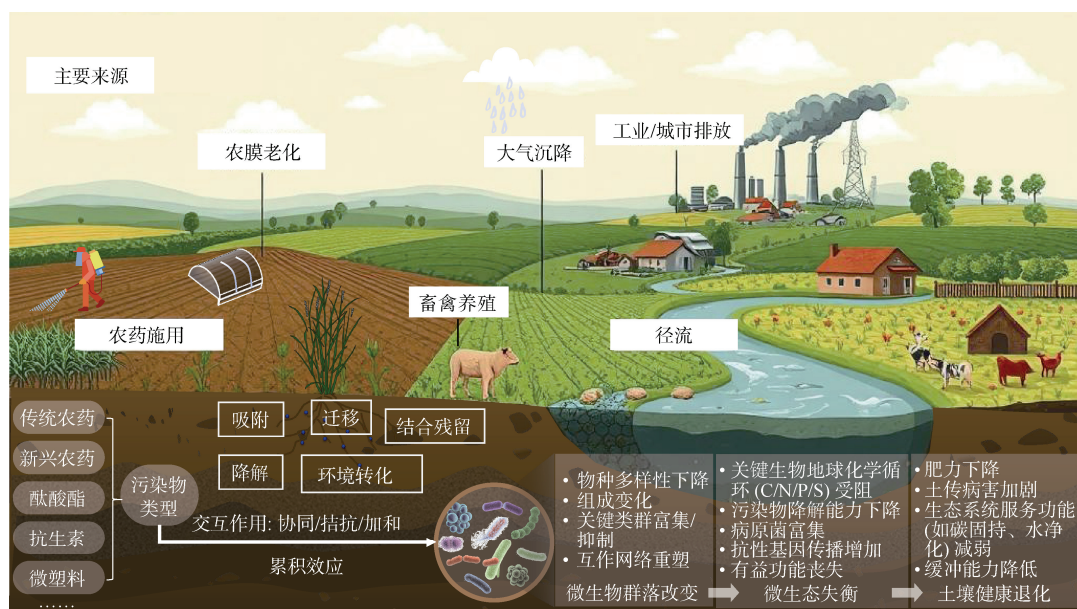 主要来源
农膜老化
大气沉降
工业/城市排放
农药施用
畜禽养殖
径流
传统农药
新兴农药
酞酸酯
抗生素
微塑料
……
污染物
类型
吸附
迁移
结合残留
降解
环境转化
交互作用: 协同/拮抗/加和
累积效应
• 物种多样性下降
• 组成变化
• 关键类群富集/
抑制
• 互作网络重塑
微生物群落改变
• 关键生物地球化学循
环 (C/N/P/S) 受阻
• 污染物降解能力下降
• 病原菌富集
• 抗性基因传播增加
• 有益功能丧失
微生态失衡
• 肥力下降
• 土传病害加剧
• 生态系统服务功能
(如碳固持、水净
化) 减弱
• 缓冲能力降低
土壤健康退化